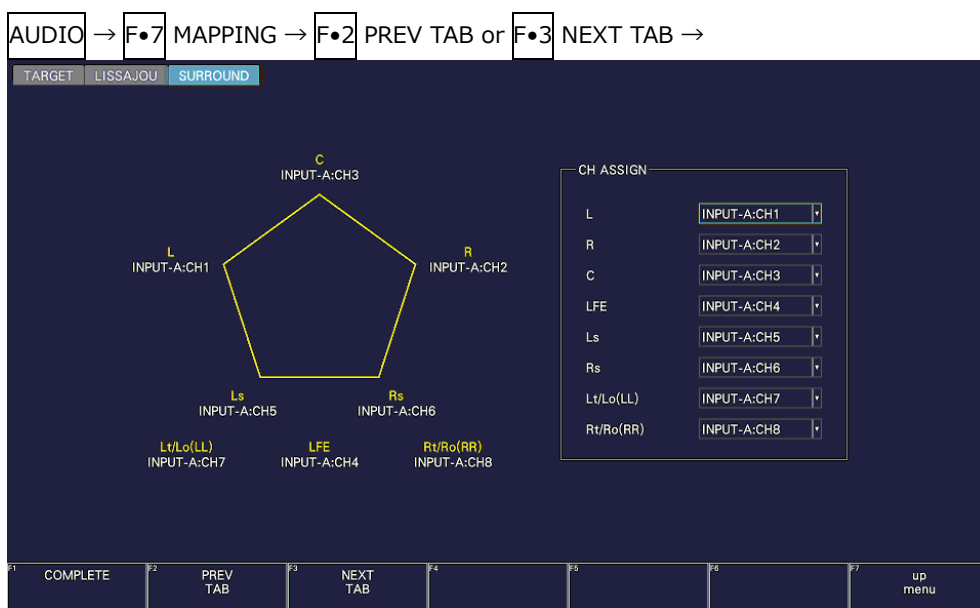 AUDIO → F•7 MAPPING → F•2 PREV TAB or F•3 NEXT TAB →
TARGET LISSAJOU SURROUND
C
INPUT-A:CH3
L
INPUT-A:CH1
R
INPUT-A:CH2
Ls
INPUT-A:CH5
Rs
INPUT-A:CH6
Lt/Lo(LL)
INPUT-A:CH7
LFE
INPUT-A:CH4
Rt/Ro(RR)
INPUT-A:CH8
CH ASSIGN
L INPUT-A:CH1
R INPUT-A:CH2
C INPUT-A:CH3
LFE INPUT-A:CH4
Ls INPUT-A:CH5
Rs INPUT-A:CH6
Lt/Lo(LL) INPUT-A:CH7
Rt/Ro(RR) INPUT-A:CH8
F1 COMPLETE
F2 PREV
TAB
F3 NEXT
TAB
F4
F5
F6
F7 up
menu